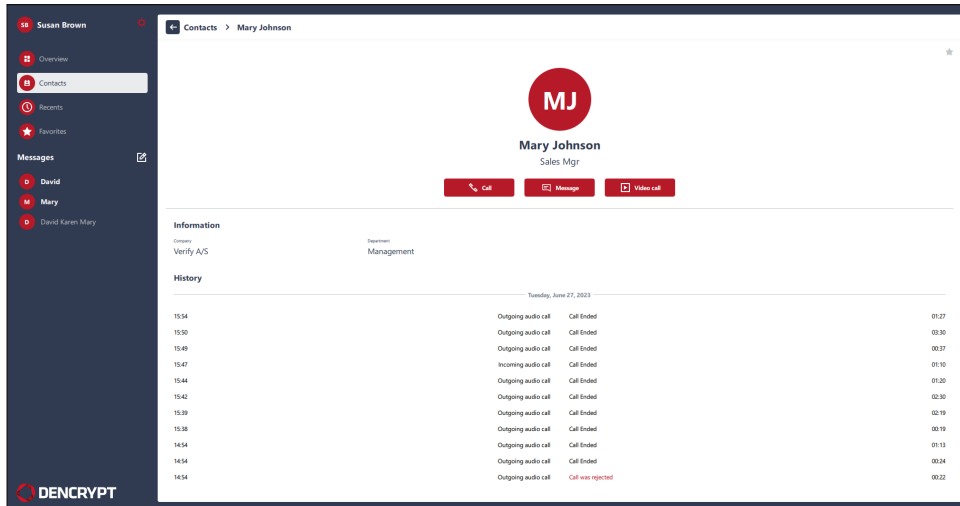 SB Susan Brown
Overview
Contacts
Recents
Favorites
Messages
D David
M Mary
D David Karen Mary
DENCRYPT
Contacts > Mary Johnson
MJ
Mary Johnson
Sales Mgr
Call Message Video call
Information
Company Department
Verify A/S Management
History
Tuesday, June 27, 2023
15:54 Outgoing audio call Call Ended 01:27
15:50 Outgoing audio call Call Ended 03:30
15:49 Outgoing audio call Call Ended 00:37
15:47 Incoming audio call Call Ended 01:10
15:44 Outgoing audio call Call Ended 01:20
15:42 Outgoing audio call Call Ended 02:30
15:39 Outgoing audio call Call Ended 02:19
15:38 Outgoing audio call Call Ended 00:19
14:54 Outgoing audio call Call Ended 01:13
14:54 Outgoing audio call Call Ended 00:24
14:54 Outgoing audio call Call was rejected 00:22